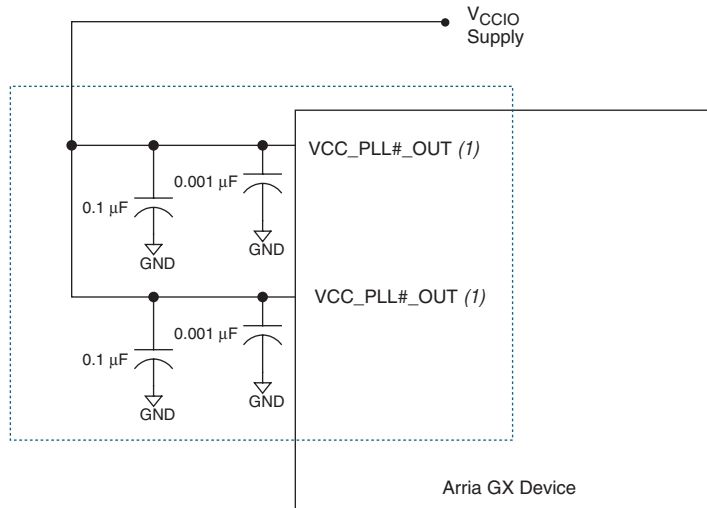 VCCIO
Supply
VCC_PLL#_OUT (1)
0.001 µF
0.1 µF
GND
GND
VCC_PLL#_OUT (1)
0.001 µF
0.1 µF
GND
GND
Arria GX Device